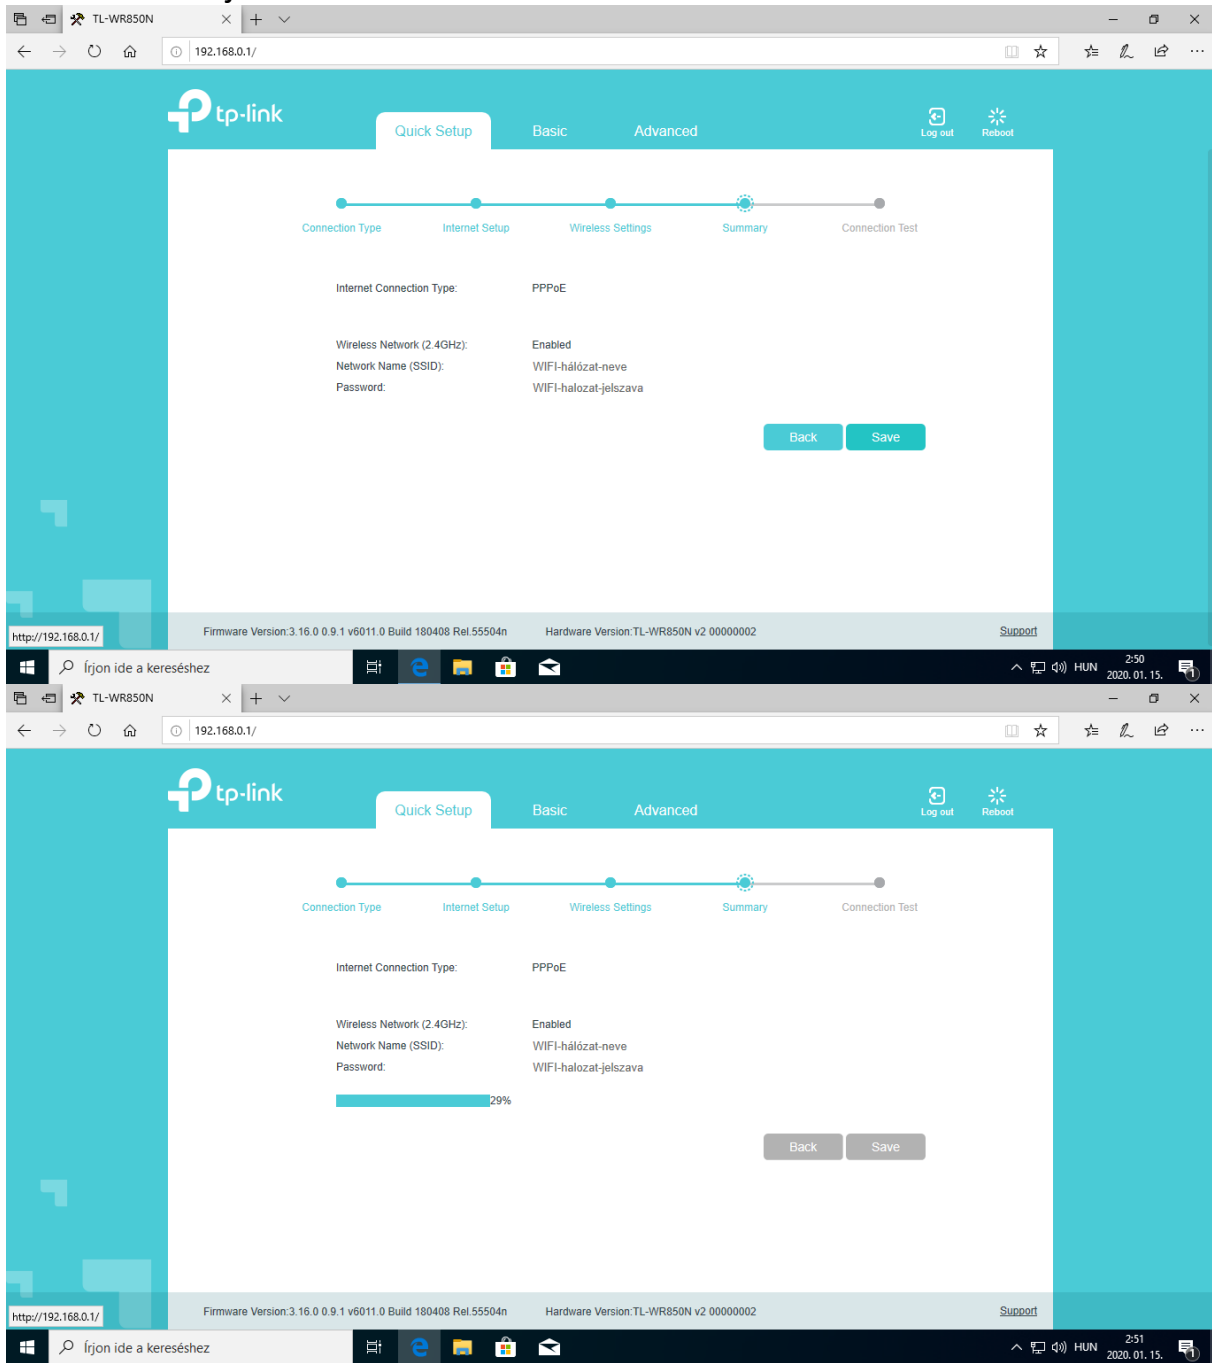 TL-WR850N
192.168.0.1/
tp-link
Quick Setup Basic Advanced Log out Reboot
Connection Type Internet Setup Wireless Settings Summary Connection Test
Internet Connection Type: PPPoE
Wireless Network (2.4GHz): Enabled
Network Name (SSID): WIFI-hálózat-neve
Password: WIFI-halozat-jelszava
Back Save
Firmware Version:3.16.0 0.9.1 v6011.0 Build 180408 Rel.55504n Hardware Version:TL-WR850N v2 00000002 Support
http://192.168.0.1/
Írjon ide a kereséshez HUN 2:50
2020. 01. 15. 1
TL-WR850N
192.168.0.1/
tp-link
Quick Setup Basic Advanced Log out Reboot
Connection Type Internet Setup Wireless Settings Summary Connection Test
Internet Connection Type: PPPoE
Wireless Network (2.4GHz): Enabled
Network Name (SSID): WIFI-hálózat-neve
Password: WIFI-halozat-jelszava
29%
Back Save
Firmware Version:3.16.0 0.9.1 v6011.0 Build 180408 Rel.55504n Hardware Version:TL-WR850N v2 00000002 Support
http://192.168.0.1/
Írjon ide a kereséshez HUN 2:51
2020. 01. 15. 1